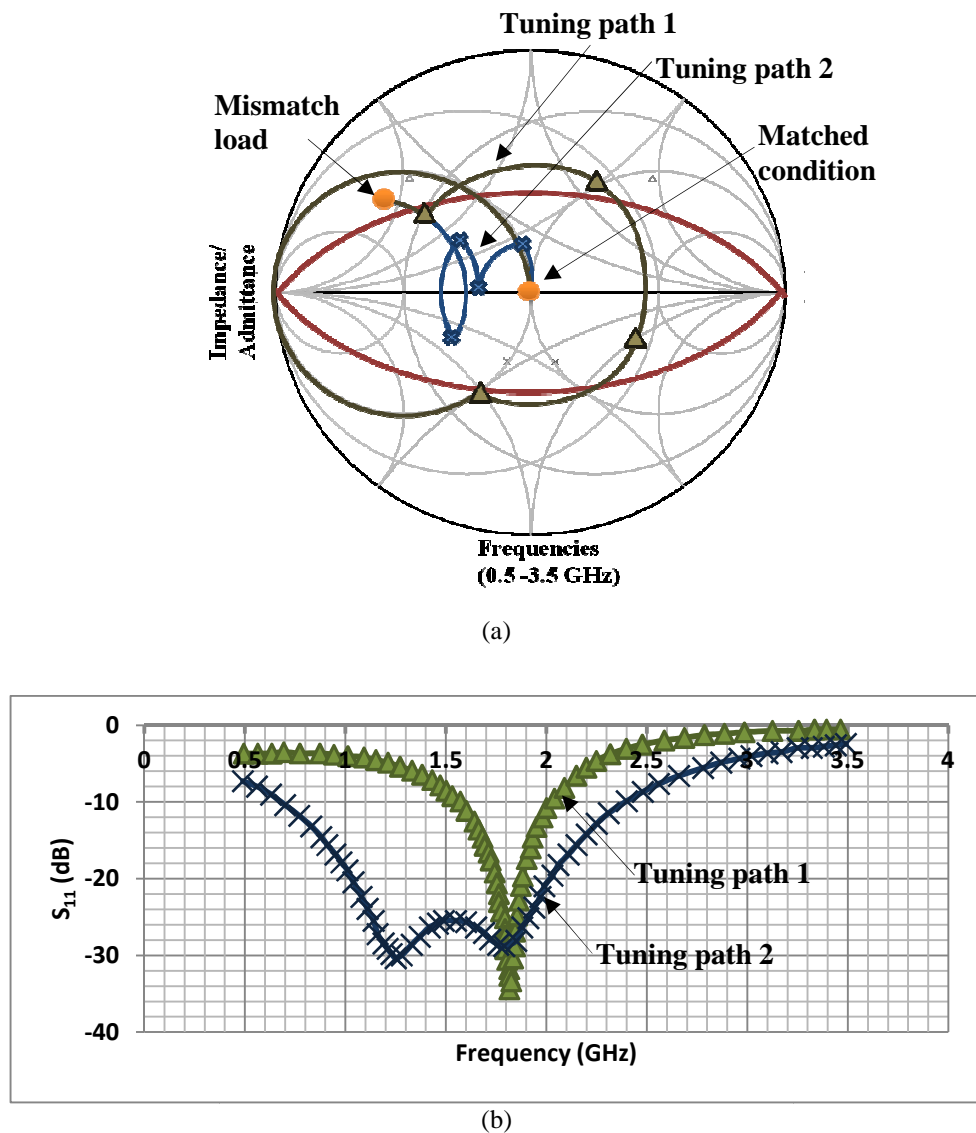 Tuning path 1
Tuning path 2
Mismatch
load
Matched
condition
Impedance/
Admittance
Frequencies
(0.5 -3.5 GHz)
(a)
0
-10
-20
-30
-40
0
0.5
1
1.5
2
2.5
3
3.5
4
S11 (dB)
Tuning path 1
Tuning path 2
Frequency (GHz)
(b)